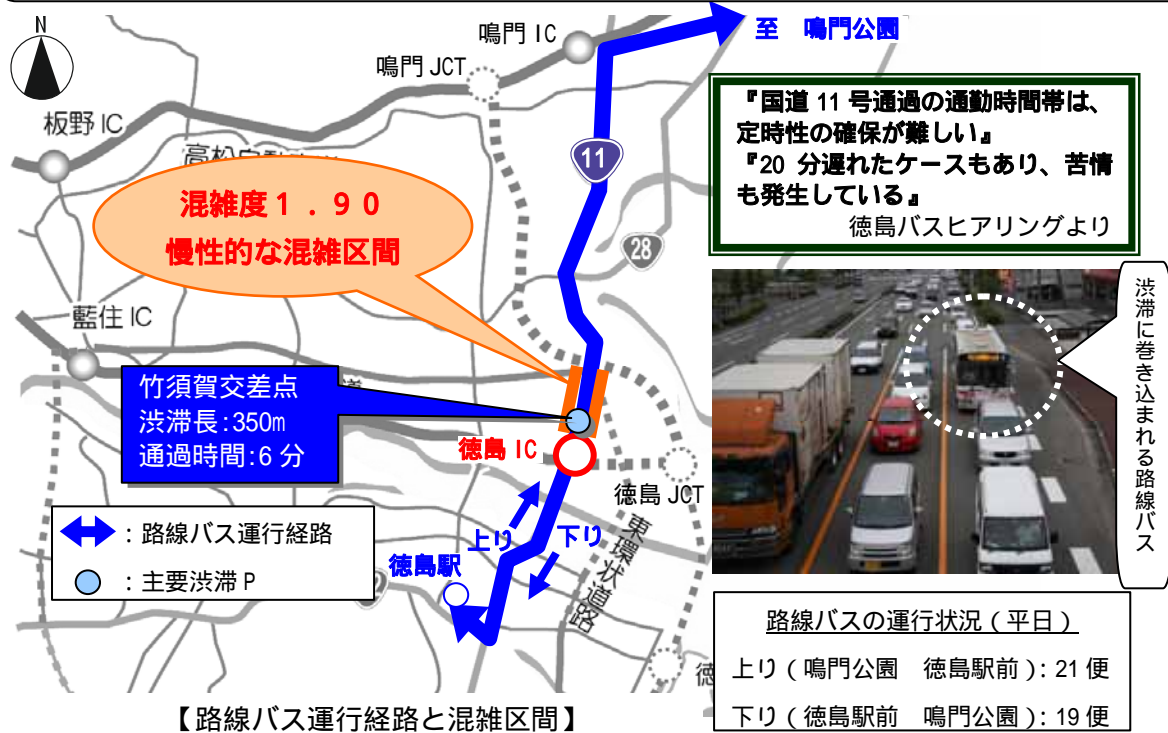 N
鳴門 IC
至　鳴門公園
鳴門 JCT
板野 IC
11
『国道 11 号通過の通勤時間帯は、
定時性の確保が難しい』
『20 分遅れたケースもあり、苦情
も発生している』
徳島バスヒアリングより
混雑度１．９０
慢性的な混雑区間
28
藍住 IC
渋滞に巻き込まれる路線バス
竹須賀交差点
渋滞長:350m
通過時間:6 分
道
徳島 IC
徳島 JCT
東環状道路
上り
下り
：路線バス運行経路
徳島駅
：主要渋滞 P
路線バスの運行状況（平日）
上り（鳴門公園　徳島駅前）: 21 便
下り（徳島駅前　鳴門公園）: 19 便
徳
【路線バス運行経路と混雑区間】